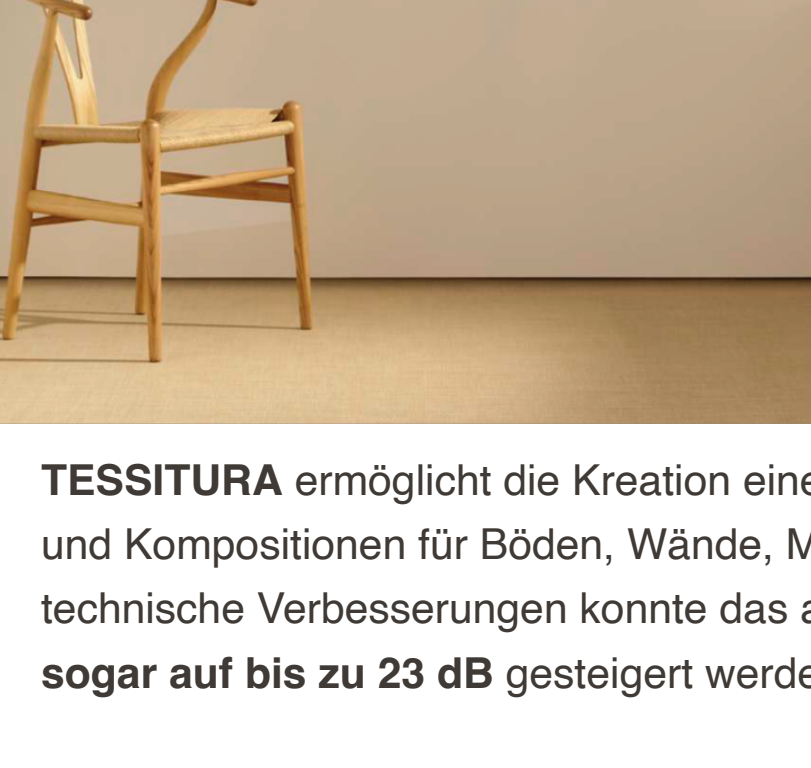 TESSITURA ermöglicht die Kreation eine
und Kompositionen für Böden, Wände, M
technische Verbesserungen konnte das a
sogar auf bis zu 23 dB gesteigert werde